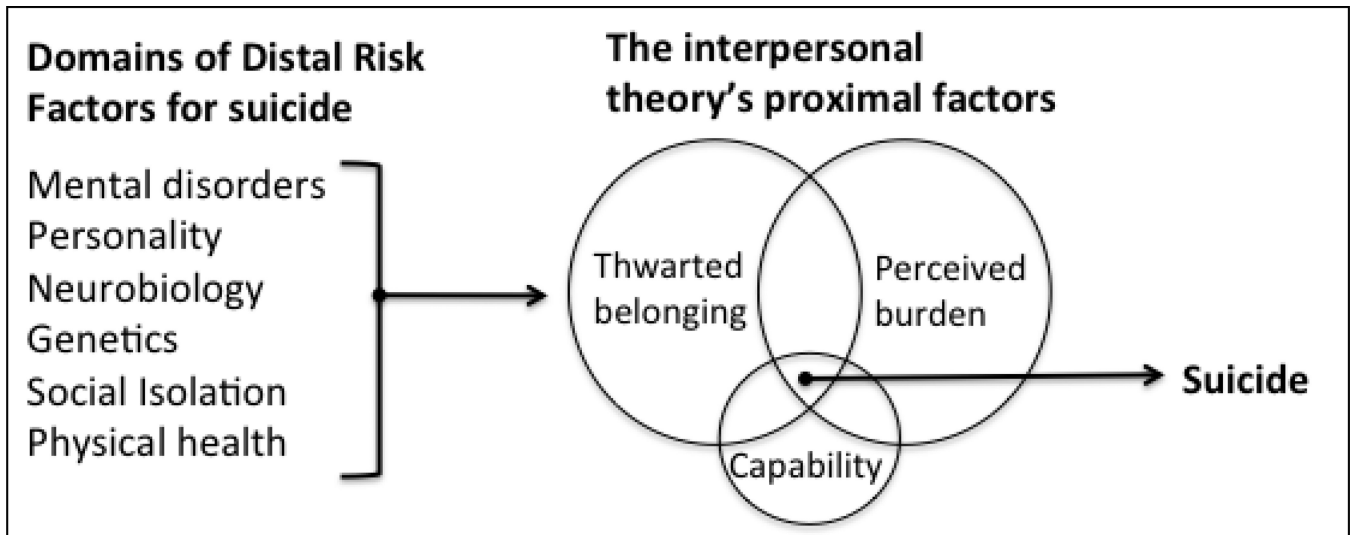 Domains of Distal Risk
Factors for suicide
Mental disorders
Personality
Neurobiology
Genetics
Social Isolation
Physical health
The interpersonal
theory's proximal factors
Thwarted
belonging
Perceived
burden
Capability
Suicide